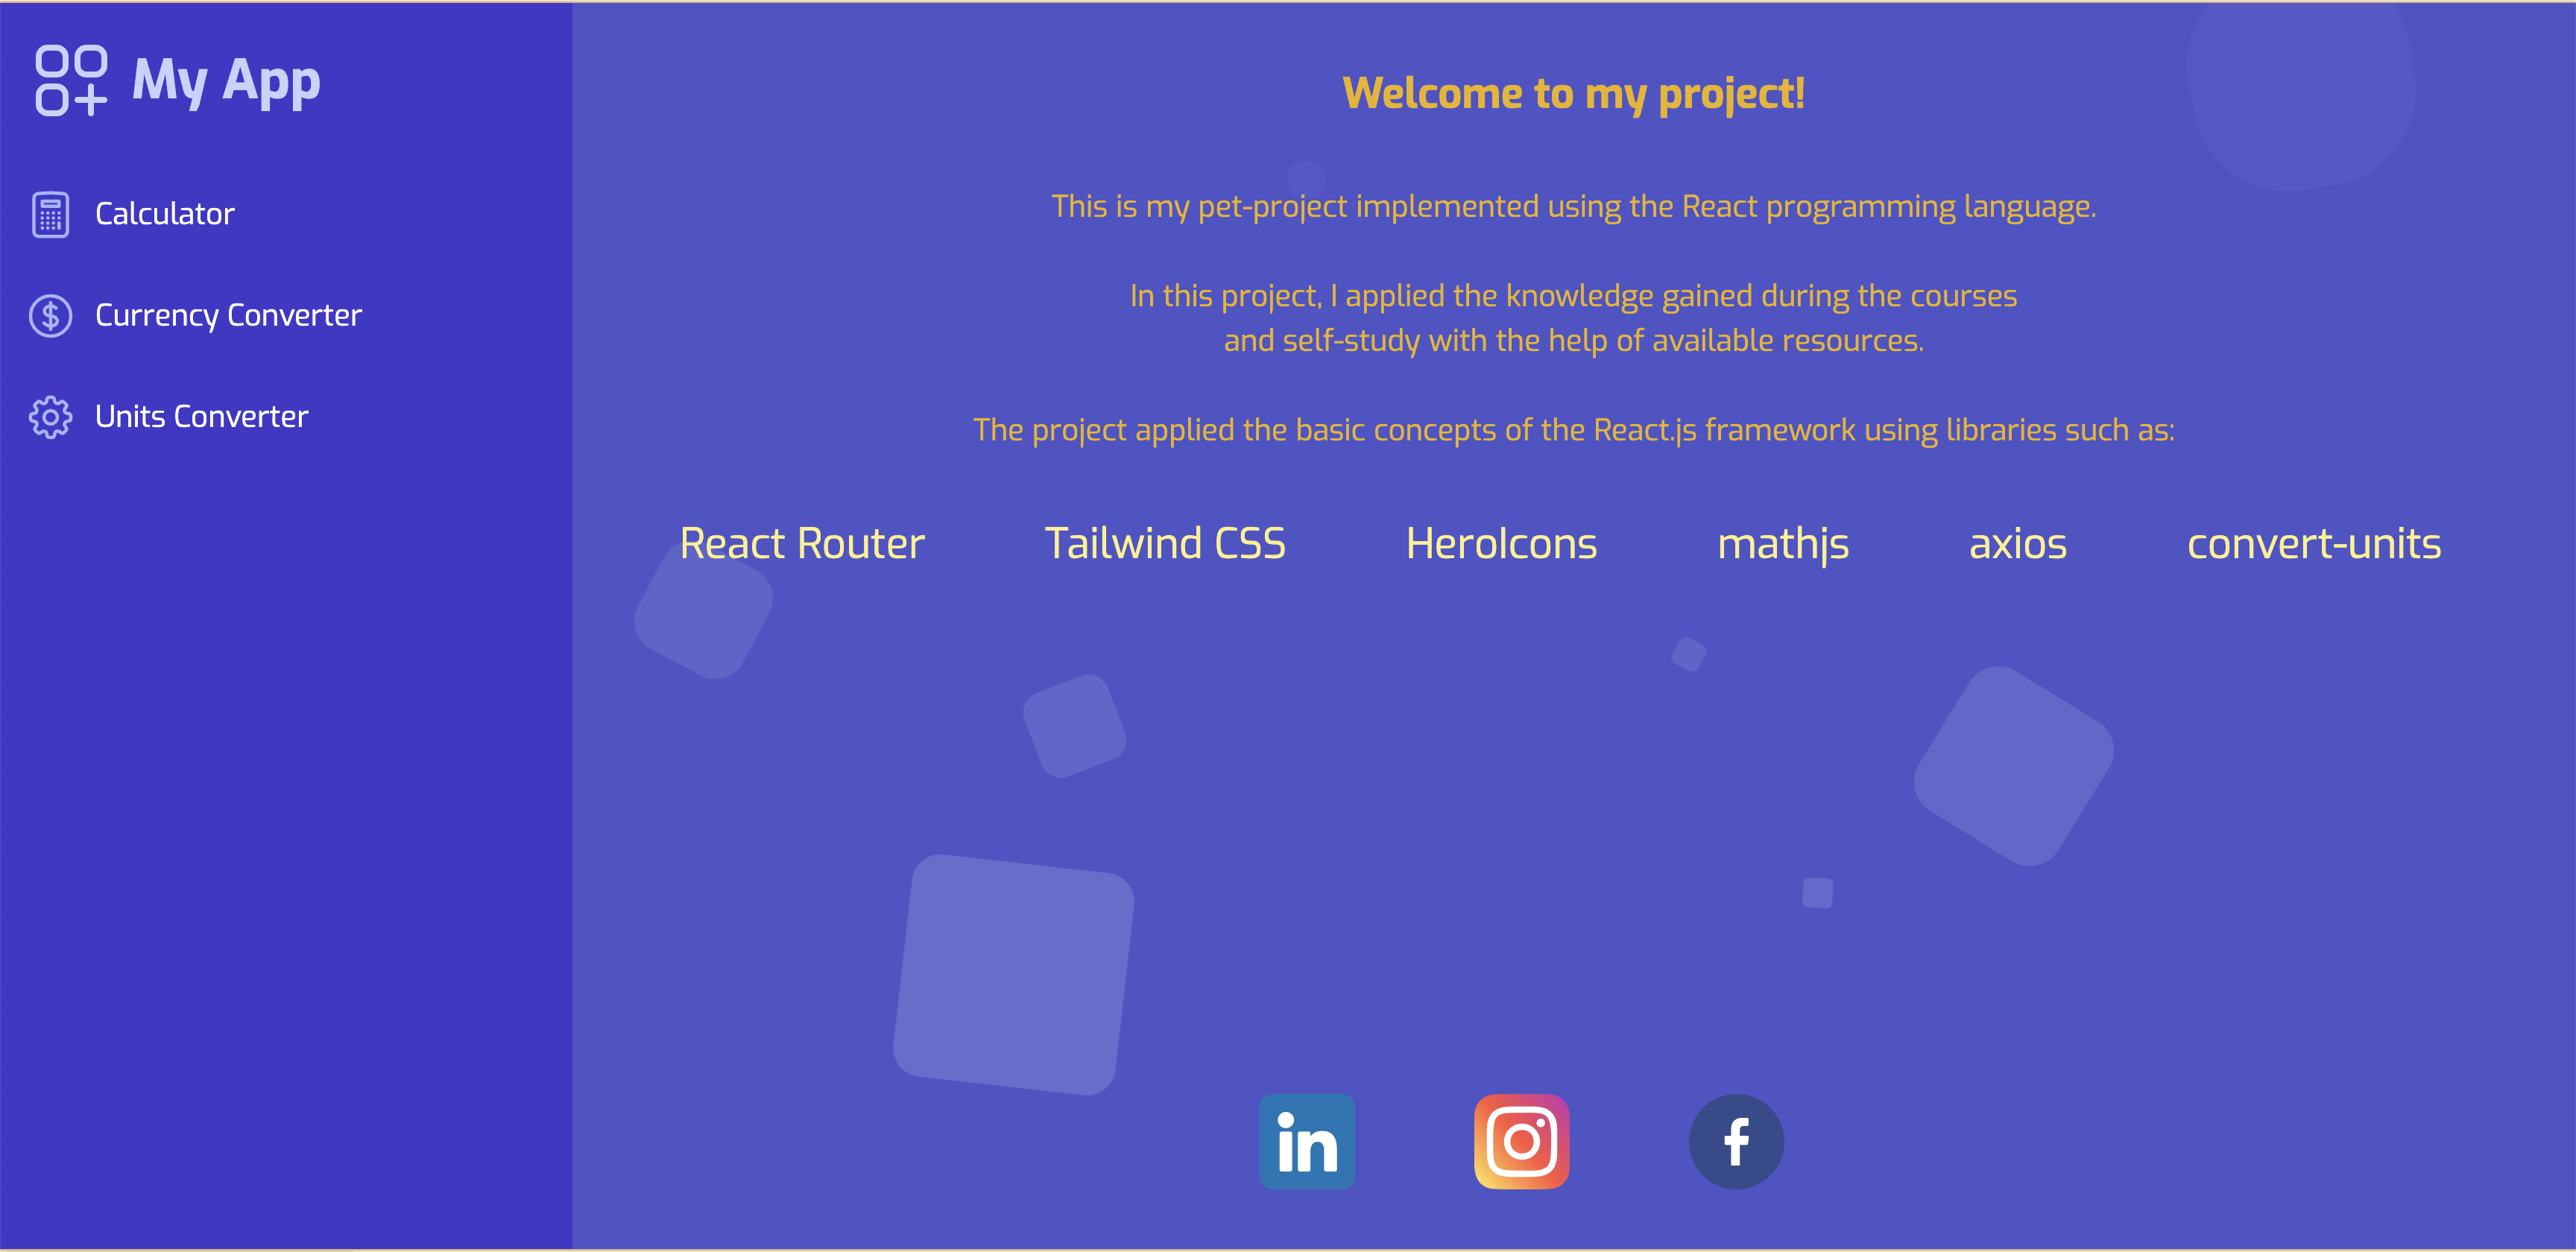 My App
Calculator
Currency Converter
Units Converter
Welcome to my project!
This is my pet-project implemented using the React programming language.
In this project, I applied the knowledge gained during the courses
and self-study with the help of available resources.
The project applied the basic concepts of the React.js framework using libraries such as:
React Router Tailwind CSS HeroIcons mathjs axios convert-units
in f